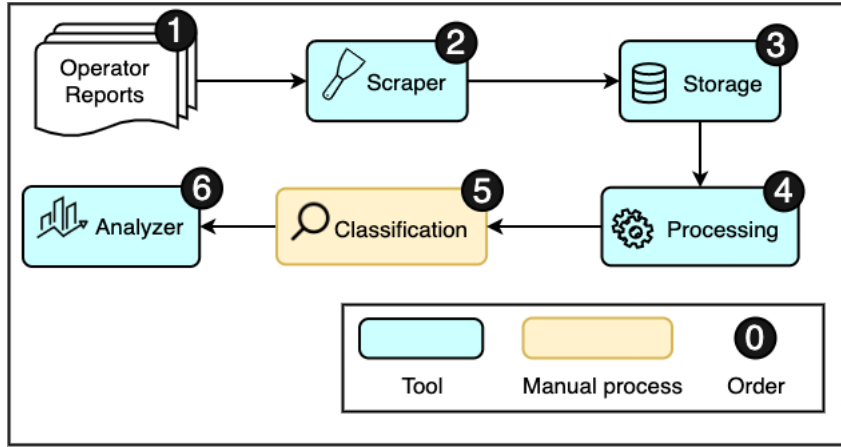 1
Operator
Reports
2
Scraper
3
Storage
4
Processing
5
Classification
6
Analyzer
0
Tool
Manual process
Order